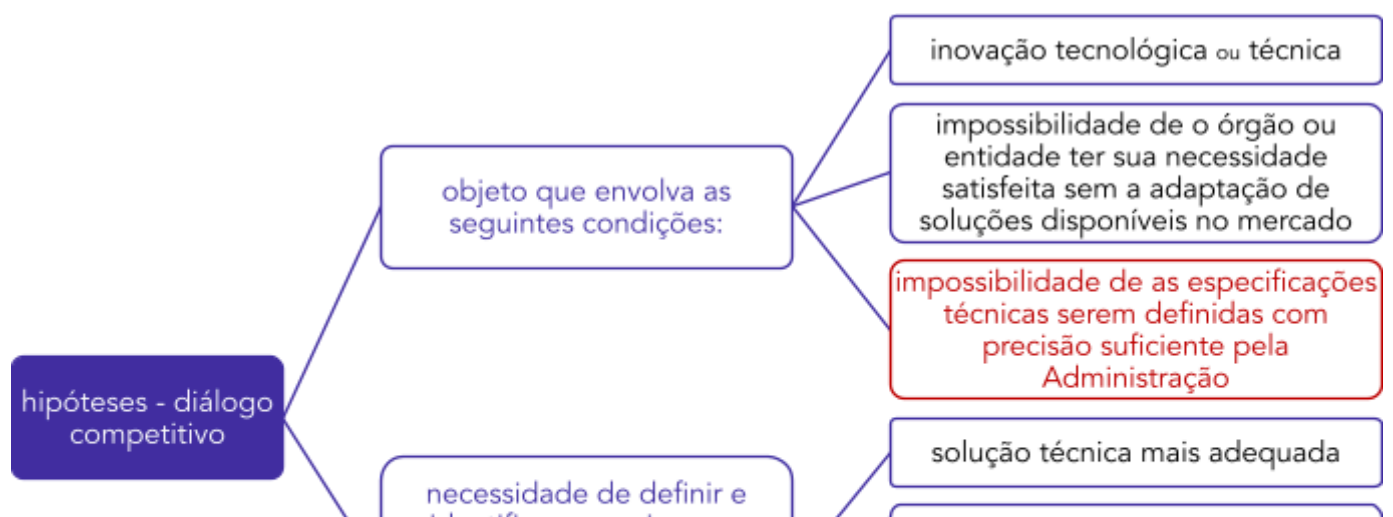 inovação tecnológica ou técnica
impossibilidade de o órgão ou
entidade ter sua necessidade
satisfeita sem a adaptação de
soluções disponíveis no mercado
objeto que envolva as
seguintes condições:
impossibilidade de as especificações
técnicas serem definidas com
precisão suficiente pela
Administração
hipóteses - diálogo
competitivo
solução técnica mais adequada
necessidade de definir e